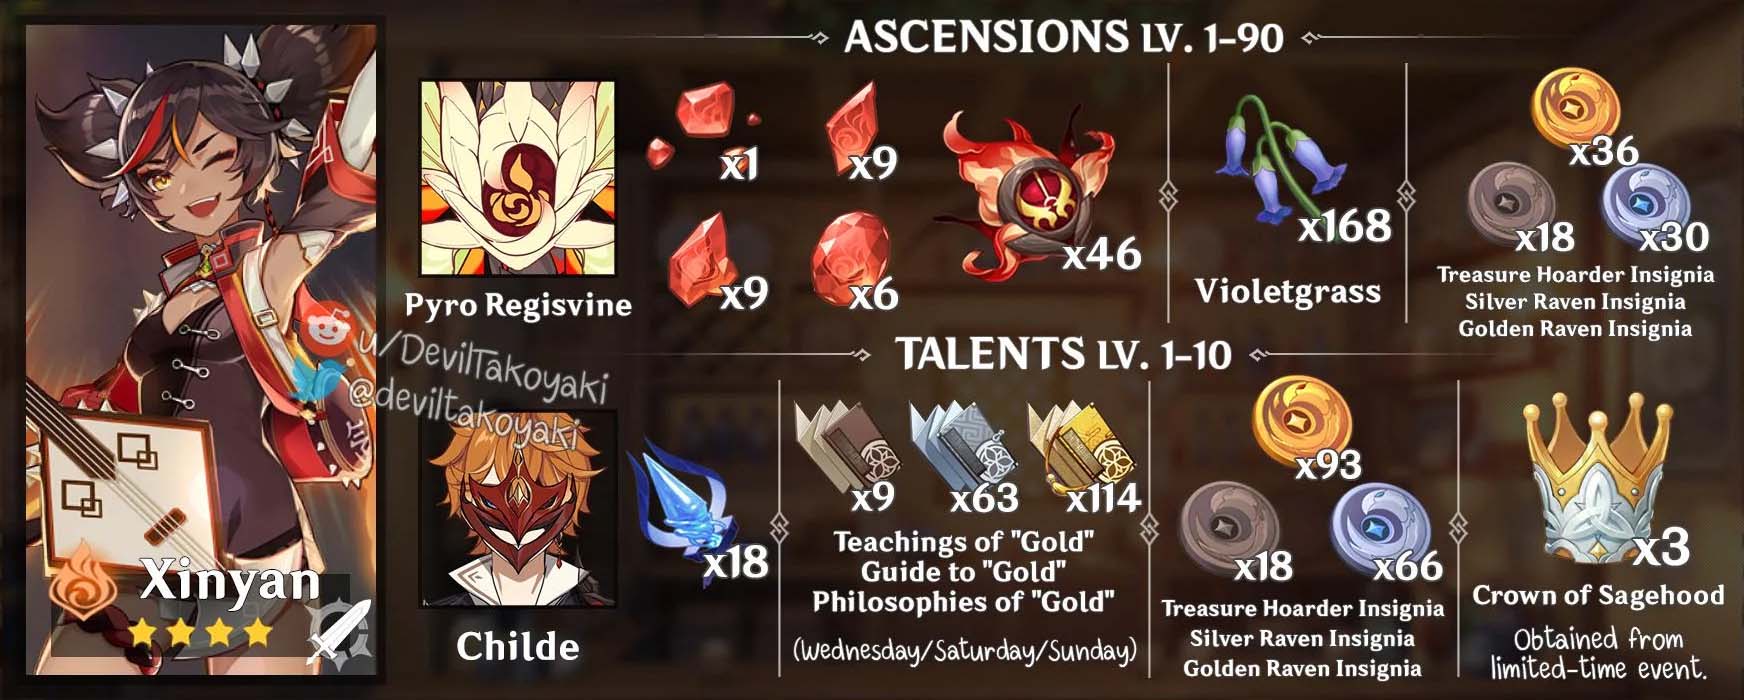 ASCENSIONS LV. 1-90
x1
x9
x9
x6
x46
x168
x36
x18
x30
Pyro Regisvine
Violetgrass
Treasure Hoarder Insignia
Silver Raven Insignia
Golden Raven Insignia
u/DevilTakoyaki
@deviltakoyaki
TALENTS LV. 1-10
x18
x9
x63
x114
Teachings of "Gold"
Guide to "Gold"
Philosophies of "Gold"
(Wednesday/Saturday/Sunday)
x93
x18
x66
Treasure Hoarder Insignia
Silver Raven Insignia
Golden Raven Insignia
x3
Crown of Sagehood
Obtained from
limited-time event.
Xinyan
Childe